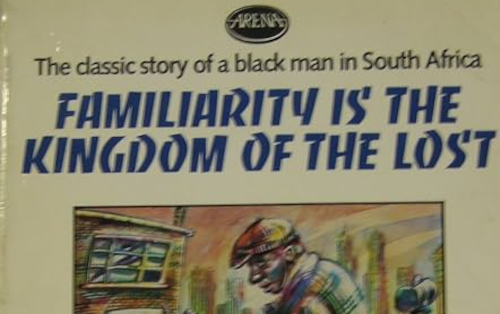 ARENA
The classic story of a black man in South Africa
FAMILIARITY IS THE
KINGDOM OF THE LOST